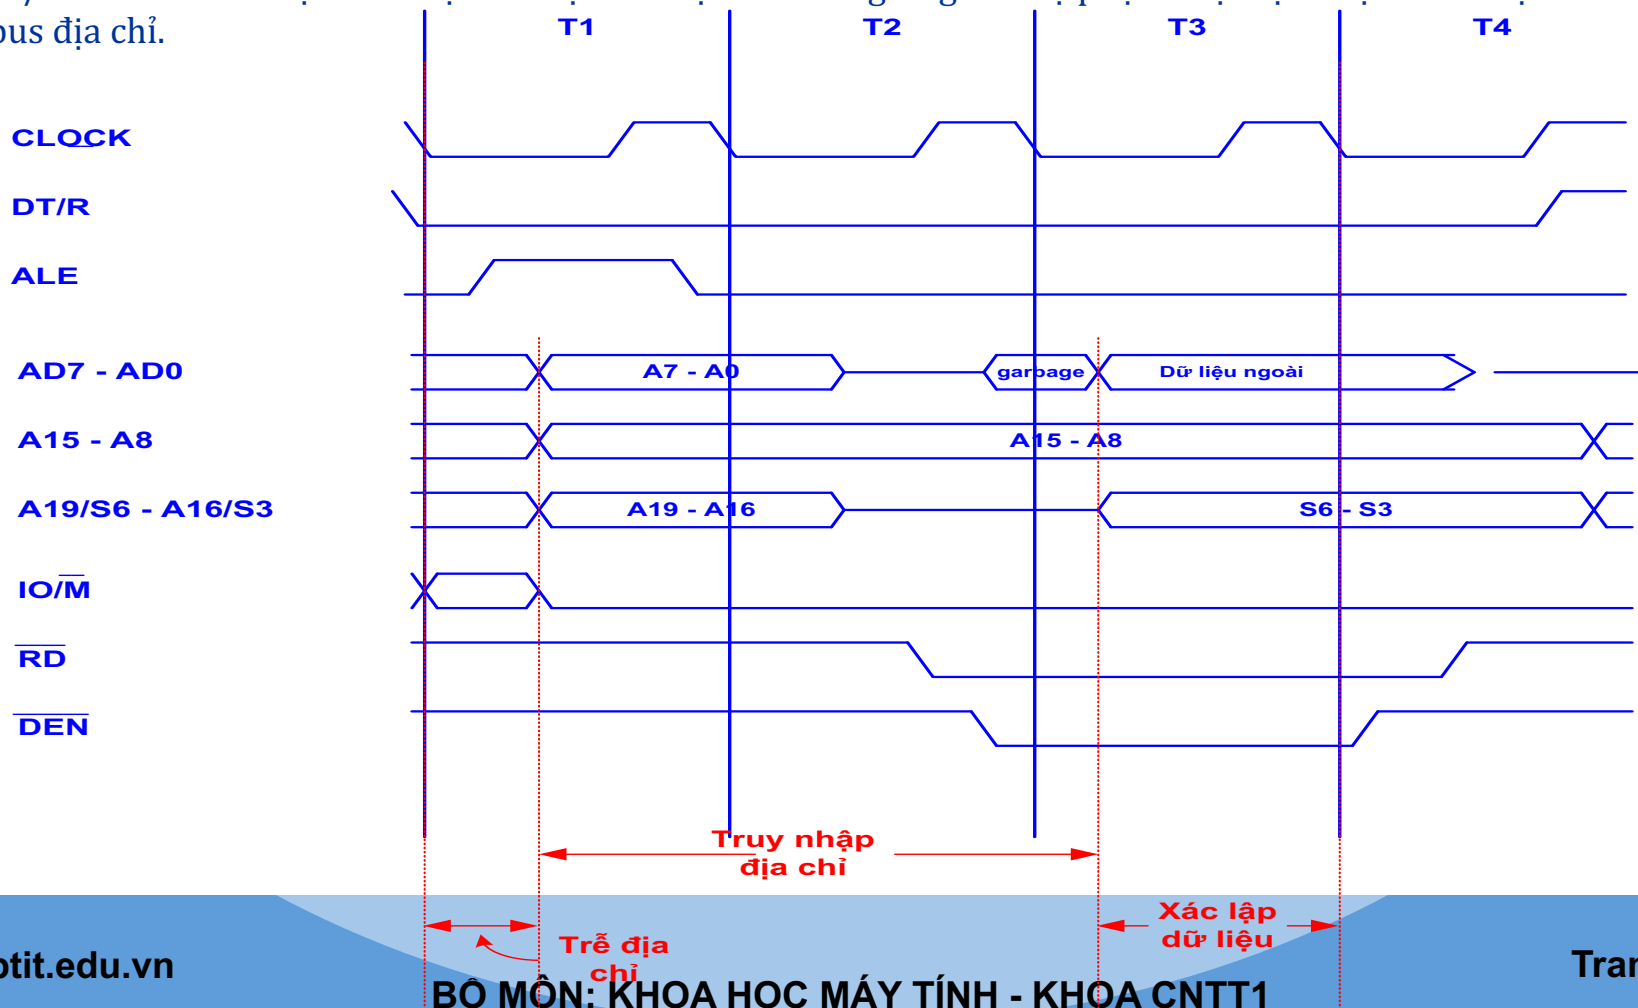 bus địa chỉ.
T1 T2 T3 T4
CLOCK
DT/R
ALE
AD7 - AD0 A7 - A0 garbage Dữ liệu ngoài
A15 - A8 A15 - A8
A19/S6 - A16/S3 A19 - A16 S6 - S3
IO/M
RD
DEN
Truy nhập
địa chỉ
Xác lập
dữ liệu
Trễ địa
chỉ
ptit.edu.vn
BỘ MÔN: KHOA HỌC MÁY TÍNH - KHOA CNTT1
Tran